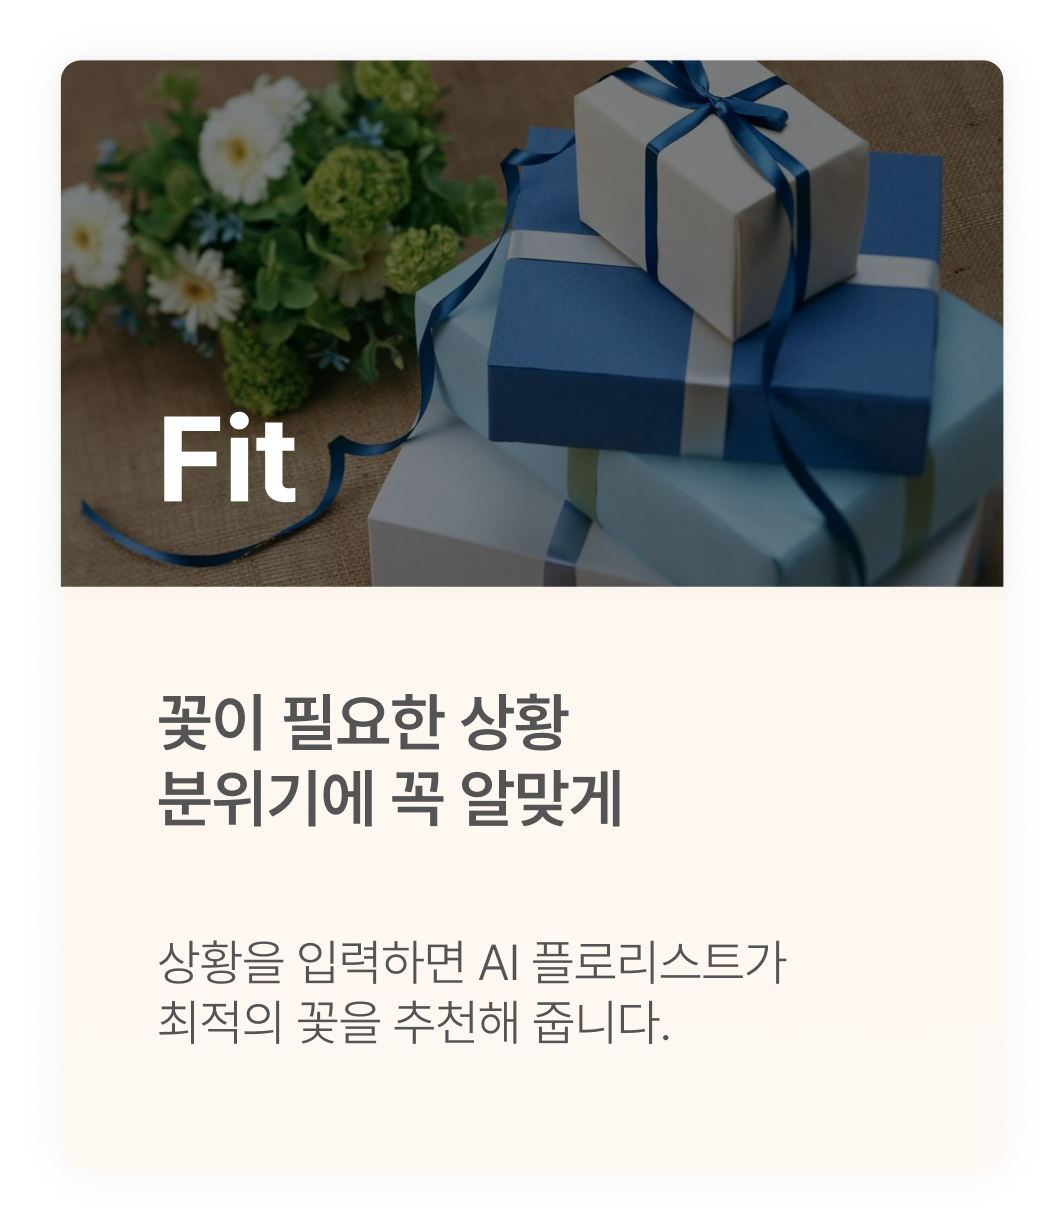 Fit
꽃이 필요한 상황
분위기에 꼭 알맞게
상황을 입력하면 AI 플로리스트가
최적의 꽃을 추천해 줍니다.